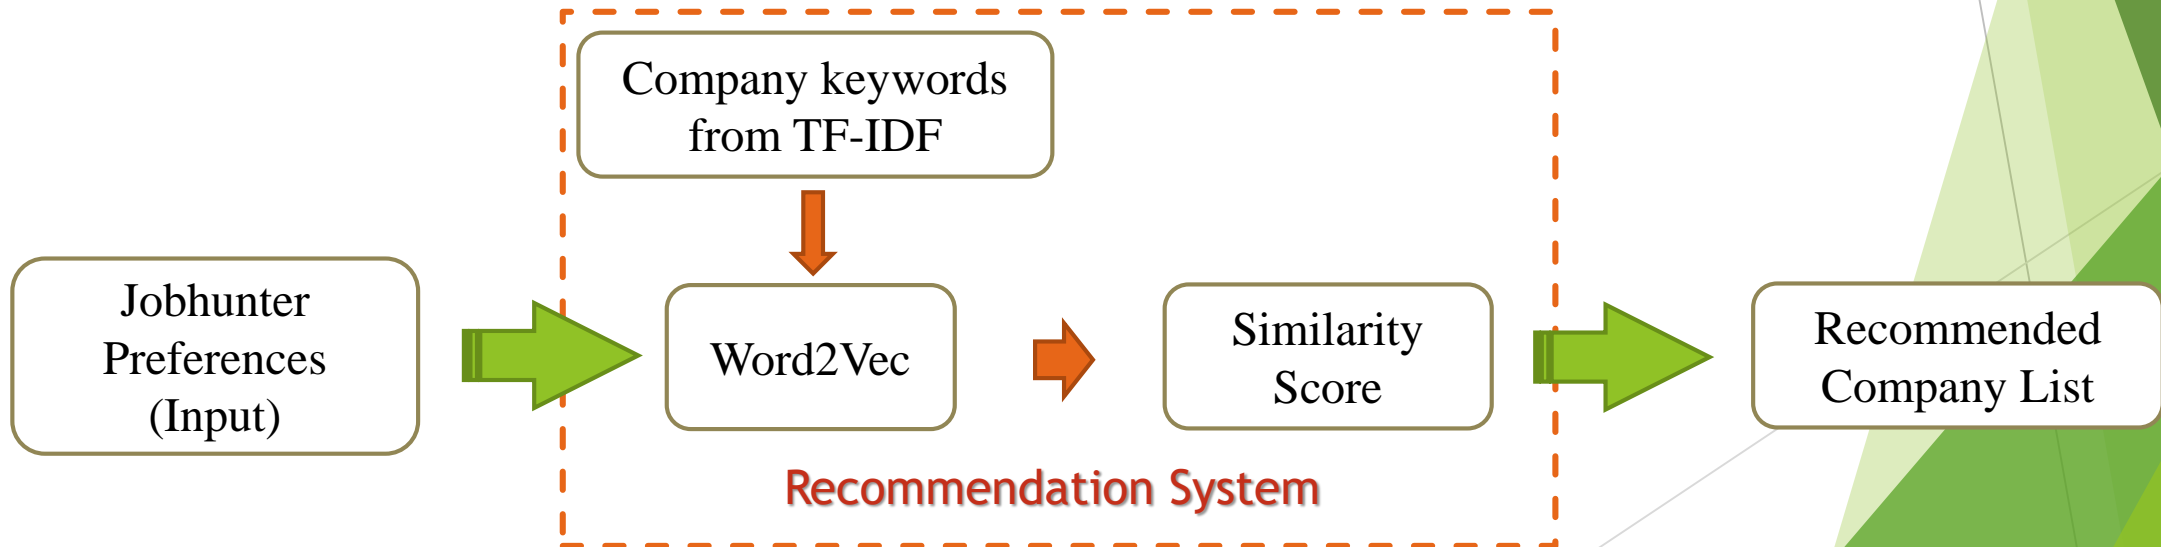 Company keywords
from TF-IDF
Jobhunter
Preferences
(Input)
Word2Vec
Similarity
Score
Recommended
Company List
Recommendation System